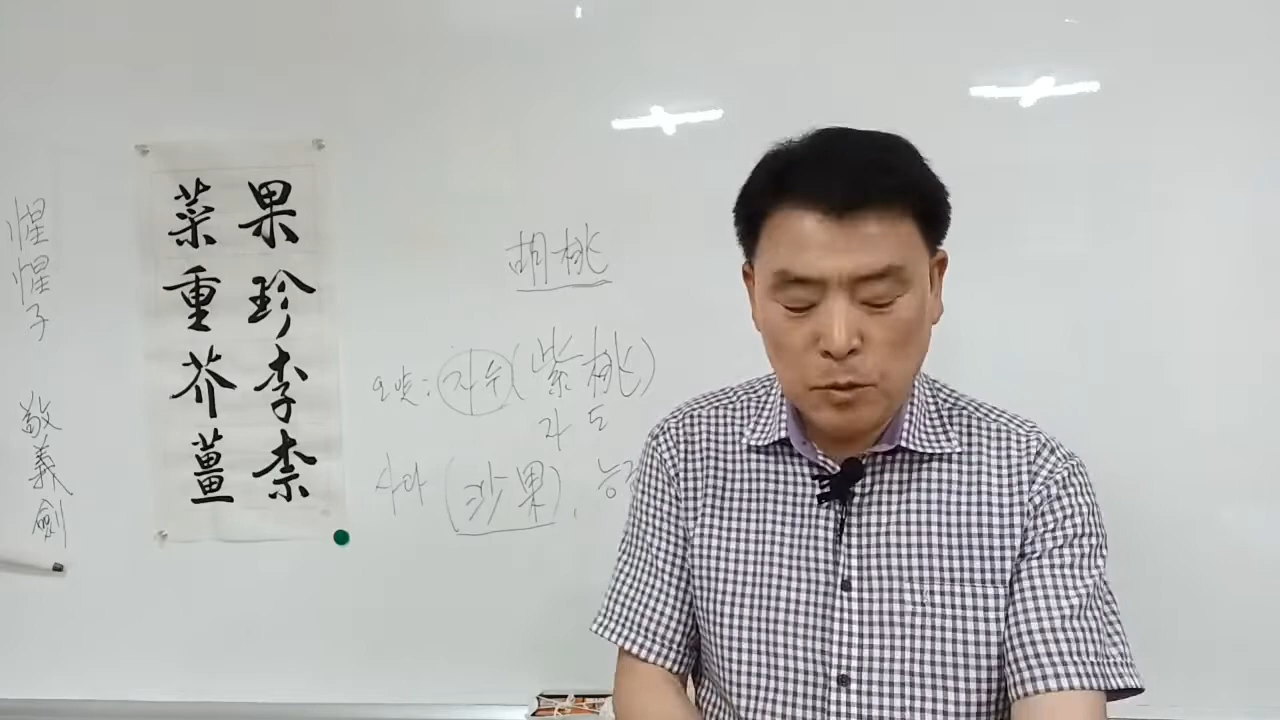 果珍李柰
菜重芥薑
惺惺子 敬義劍
胡桃
오얏: 자두 (紫桃)
자 도
사과 (沙果), 능